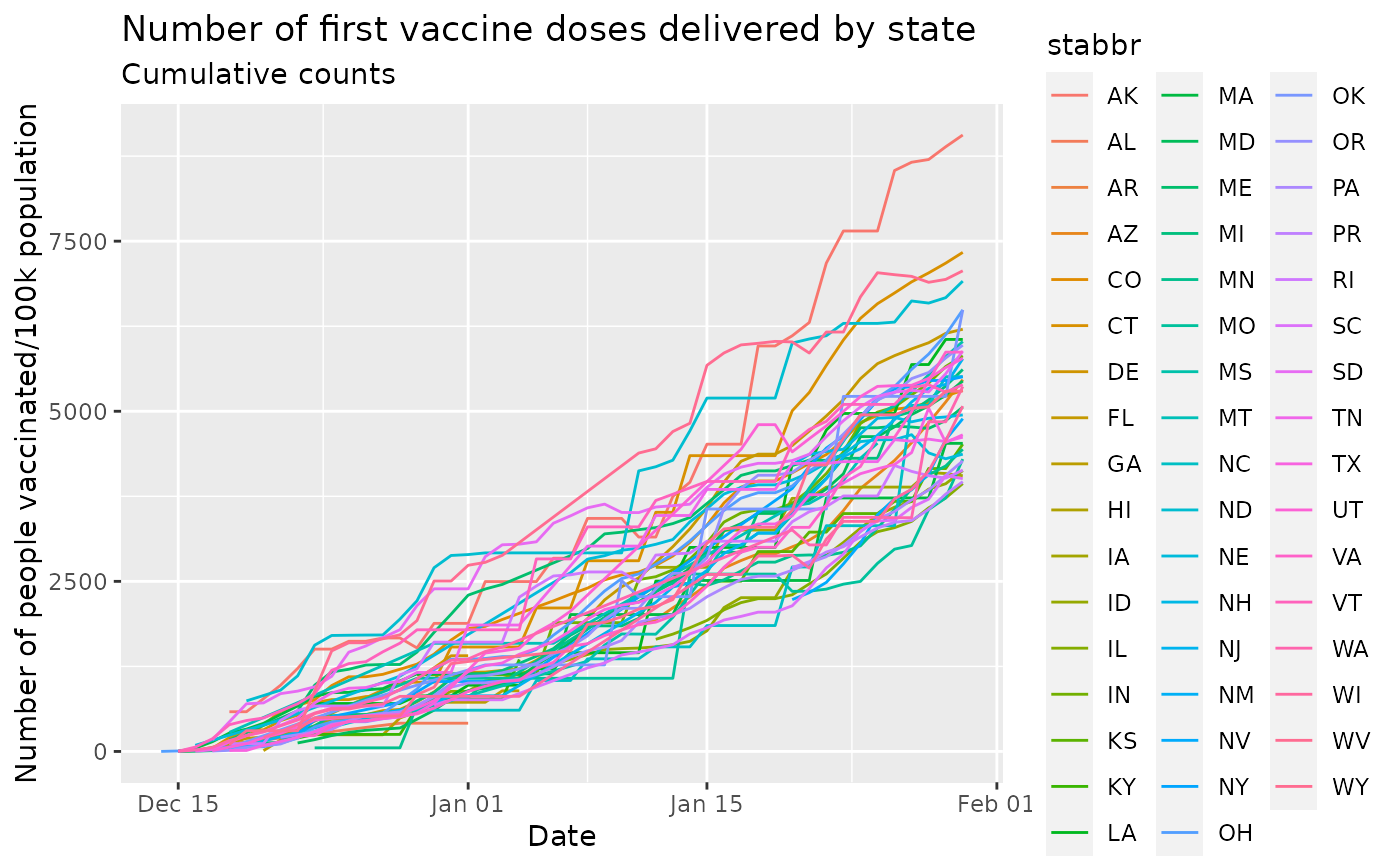 Number of first vaccine doses delivered by state
Cumulative counts
Number of people vaccinated/100k population
7500
5000
2500
0
Dec 15
Jan 01
Jan 15
Feb 01
Date
stabbr
AK
AL
AR
AZ
CO
CT
DE
FL
GA
HI
IA
ID
IL
IN
KS
KY
LA
MA
MD
ME
MI
MN
MO
MS
MT
NC
ND
NE
NH
NJ
NM
NV
NY
OH
OK
OR
PA
PR
RI
SC
SD
TN
TX
UT
VA
VT
WA
WI
WV
WY